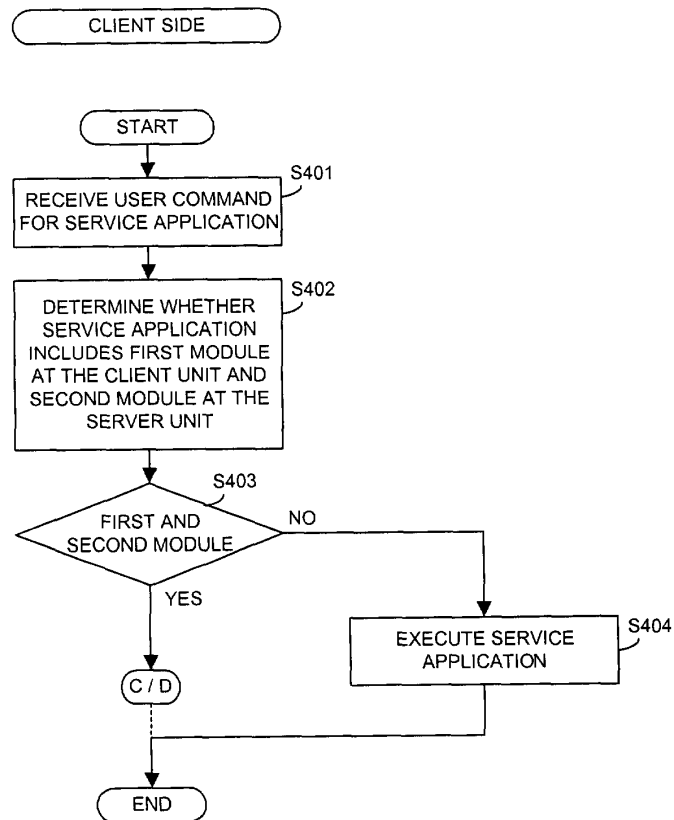 CLIENT SIDE
START
S401
RECEIVE USER COMMAND
FOR SERVICE APPLICATION
S402
DETERMINE WHETHER
SERVICE APPLICATION
INCLUDES FIRST MODULE
AT THE CLIENT UNIT AND
SECOND MODULE AT THE
SERVER UNIT
S403
FIRST AND
SECOND MODULE
NO
YES
S404
EXECUTE SERVICE
APPLICATION
C / D
END